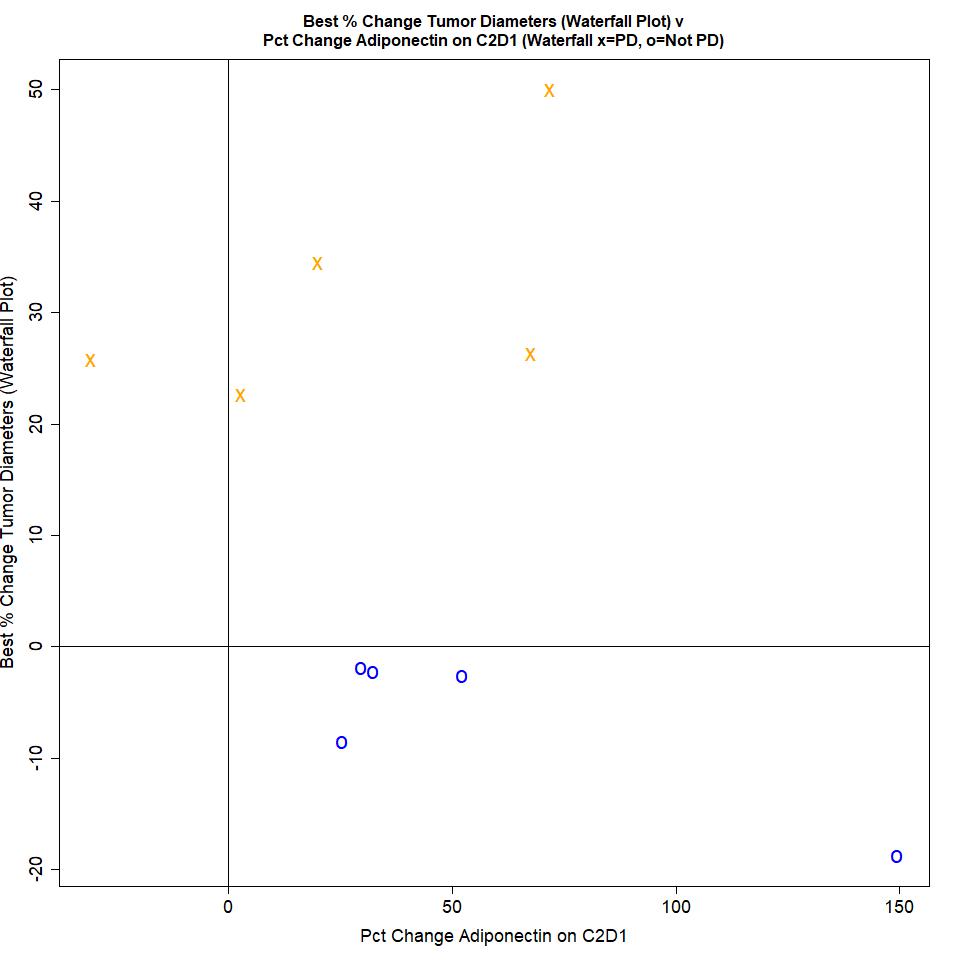 Best % Change Tumor Diameters (Waterfall Plot) v
Pct Change Adiponectin on C2D1 (Waterfall x=PD, o=Not PD)
Best % Change Tumor Diameters (Waterfall Plot)
50
40
30
20
10
0
-10
-20
X
X
X
X
X
O
O
O
O
O
0
50
100
150
Pct Change Adiponectin on C2D1